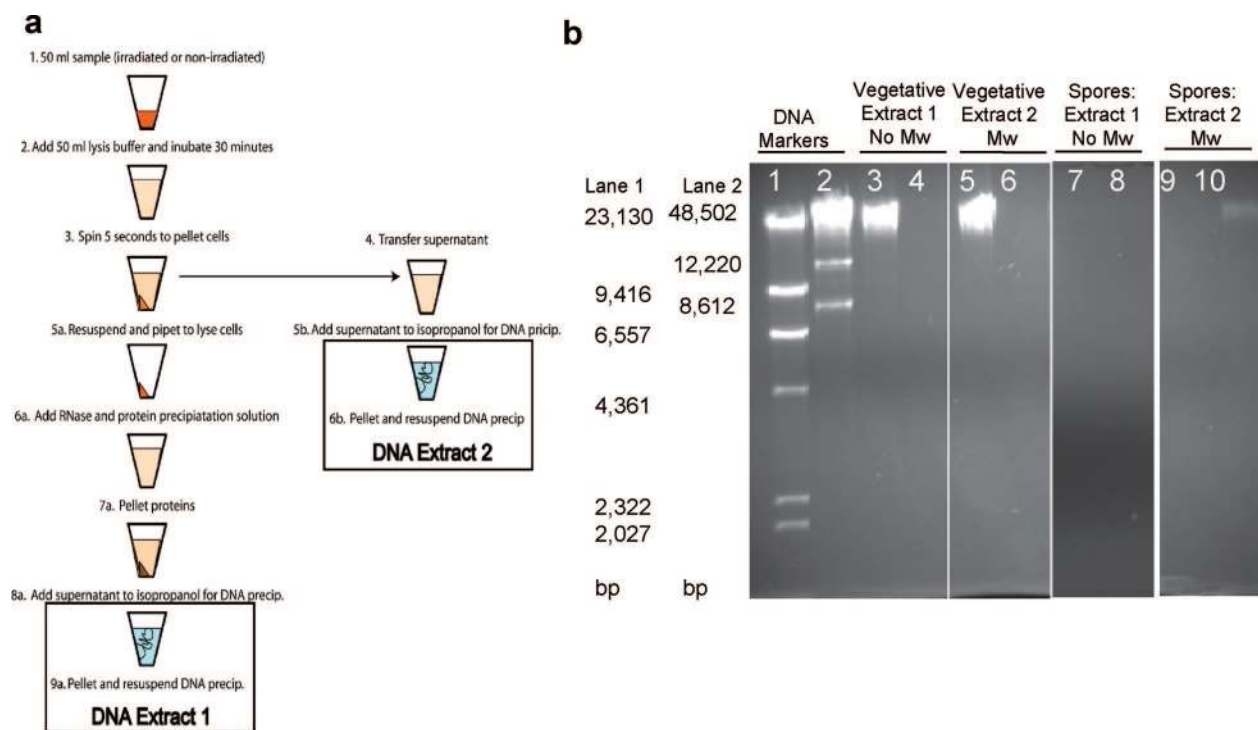 a
1. 50 ml sample (irradiated or non-irradiated)
2. Add 50 ml lysis buffer and inubate 30 minutes
3. Spin 5 seconds to pellet cells
4. Transfer supernatant
5a. Resuspend and pipet to lyse cells
5b. Add supernatant to isopropanol for DNA pricip.
6a. Add RNase and protein precipiatation solution
6b. Pellet and resuspend DNA precip
DNA Extract 2
7a. Pellet proteins
8a. Add supernatant to isopropanol for DNA precip.
9a. Pellet and resuspend DNA precip.
DNA Extract 1
b
DNA
Markers
Vegetative
Extract 1
No Mw
Vegetative
Extract 2
Mw
Spores:
Extract 1
No Mw
Spores:
Extract 2
Mw
Lane 1
23,130
9,416
6,557
4,361
2,322
2,027
bp
Lane 2
48,502
12,220
8,612
bp
1 2 3 4 5 6 7 8 9 10